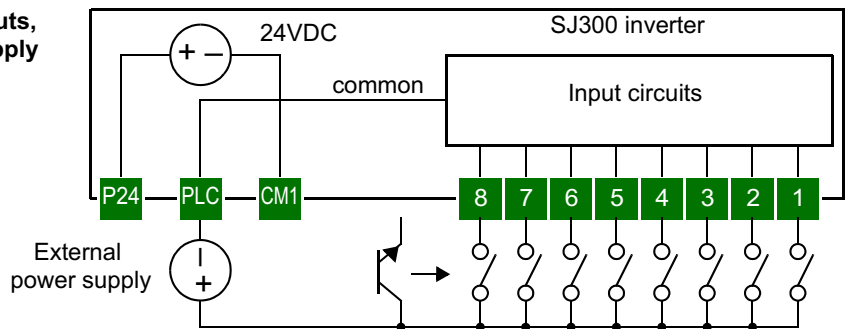 uts,
pply
24VDC
SJ300 inverter
+ –
common
Input circuits
P24 PLC CM1 8 7 6 5 4 3 2 1
External
power supply
–
+